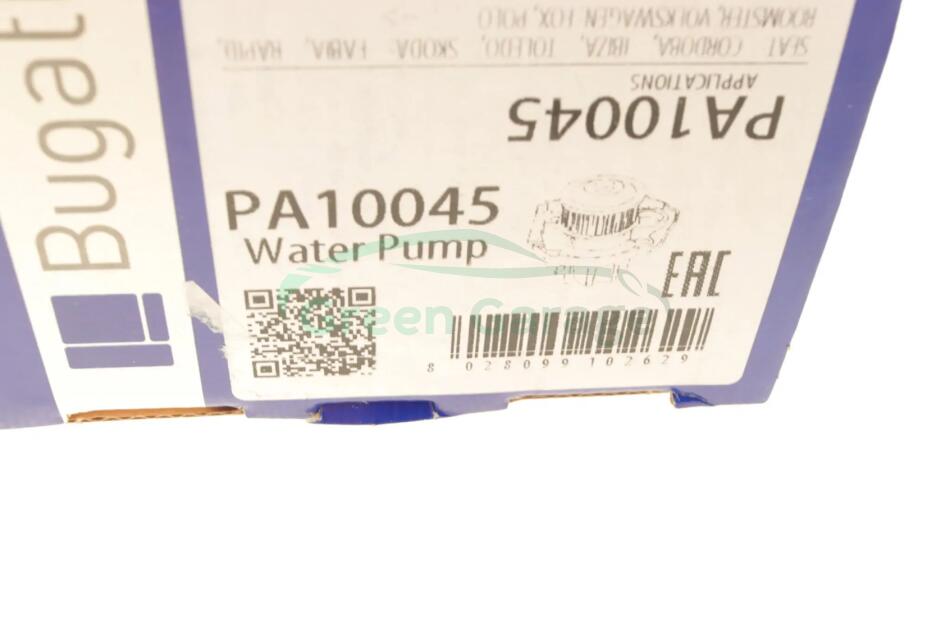 ROOMSTER, VOLKSWAGEN: FOX, POLO
SEAT: CORDOBA, IBIZA, TOLEDO, SKODA: FABIA, RAPID,
APPLICATIONS
PA10045
PA10045
Water Pump
EAC
Green Garage
8 028099 102629
Bugat